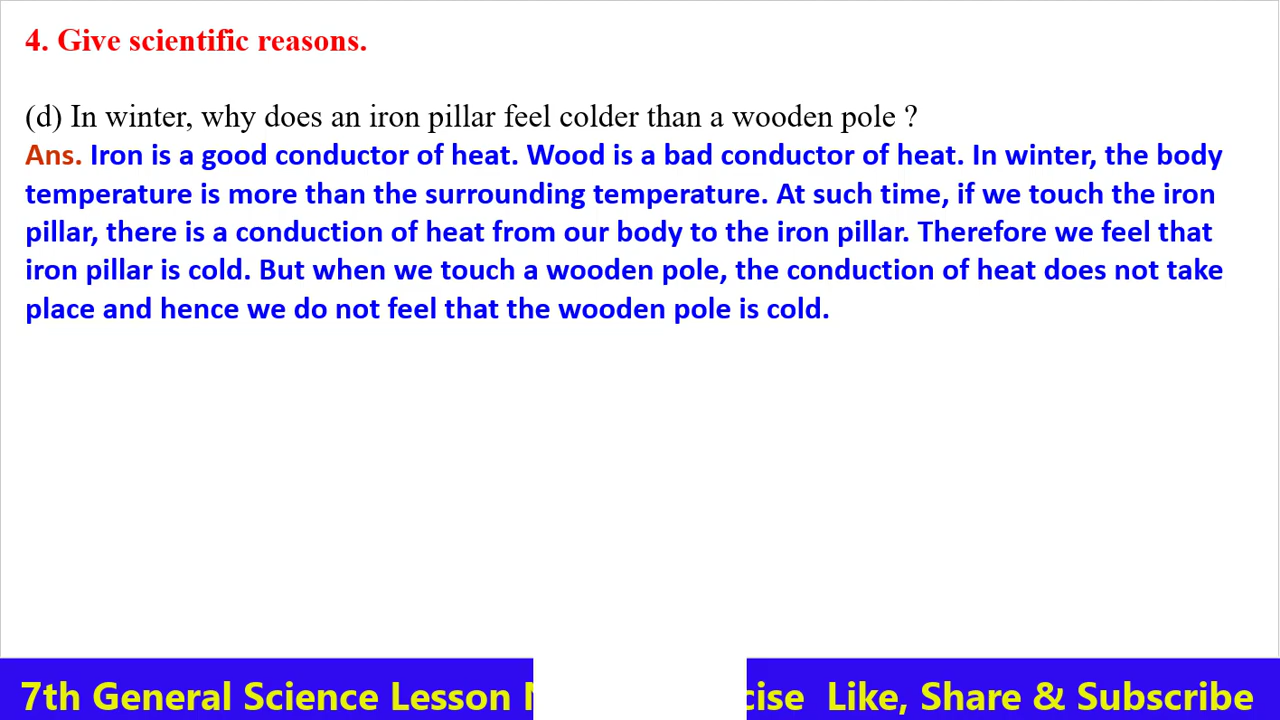 4. Give scientific reasons.
(d) In winter, why does an iron pillar feel colder than a wooden pole ?
Ans. Iron is a good conductor of heat. Wood is a bad conductor of heat. In winter, the body
temperature is more than the surrounding temperature. At such time, if we touch the iron
pillar, there is a conduction of heat from our body to the iron pillar. Therefore we feel that
iron pillar is cold. But when we touch a wooden pole, the conduction of heat does not take
place and hence we do not feel that the wooden pole is cold.
7th General Science Lesson Like, Share & Subscribe